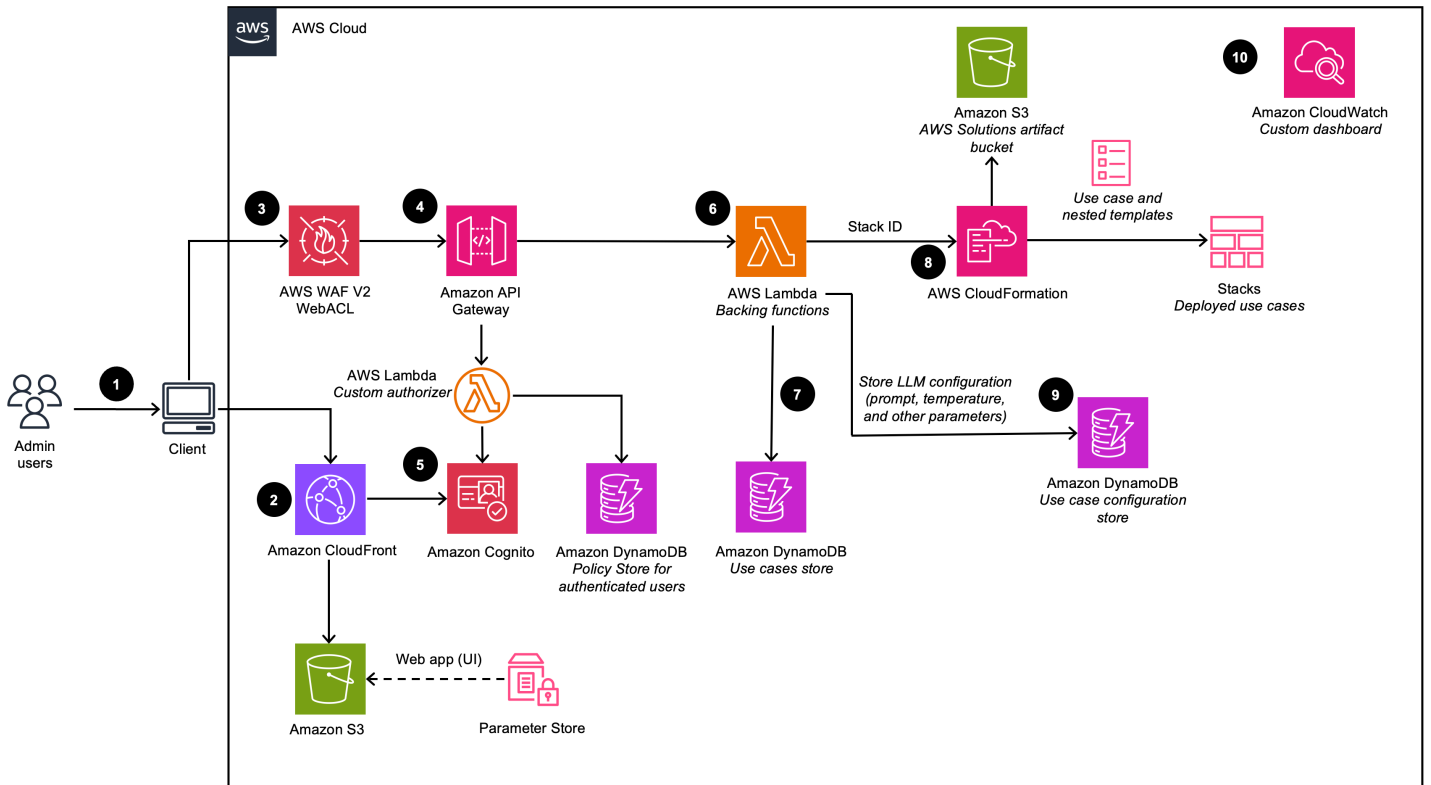 aws
AWS Cloud
10
Amazon S3
AWS Solutions artifact
bucket
Amazon CloudWatch
Custom dashboard
Use case and
nested templates
3
4
6
Stack ID
8
AWS WAF V2
WebACL
Amazon API
Gateway
AWS Lambda
Backing functions
AWS CloudFormation
Stacks
Deployed use cases
1
Admin
users
Client
AWS Lambda
Custom authorizer
7
Store LLM configuration
(prompt, temperature,
and other parameters)
9
2
5
Amazon CloudFront
Amazon Cognito
Amazon DynamoDB
Policy Store for
authenticated users
Amazon DynamoDB
Use cases store
Amazon DynamoDB
Use case configuration
store
Web app (UI)
Amazon S3
Parameter Store